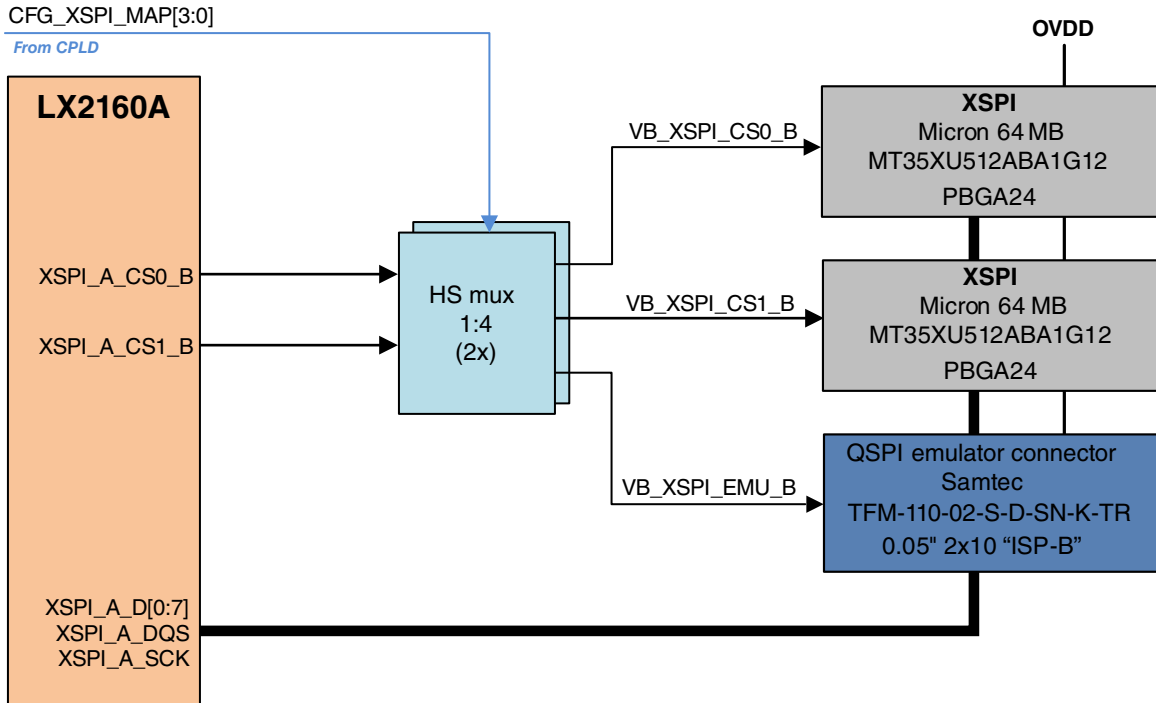 CFG_XSPI_MAP[3:0]
From CPLD
LX2160A
XSPI_A_CS0_B
XSPI_A_CS1_B
XSPI_A_D[0:7]
XSPI_A_DQS
XSPI_A_SCK
HS mux
1:4
(2x)
VB_XSPI_CS0_B
VB_XSPI_CS1_B
VB_XSPI_EMU_B
OVDD
XSPI
Micron 64 MB
MT35XU512ABA1G12
PBGA24
XSPI
Micron 64 MB
MT35XU512ABA1G12
PBGA24
QSPI emulator connector
Samtec
TFM-110-02-S-D-SN-K-TR
0.05" 2x10 “ISP-B”